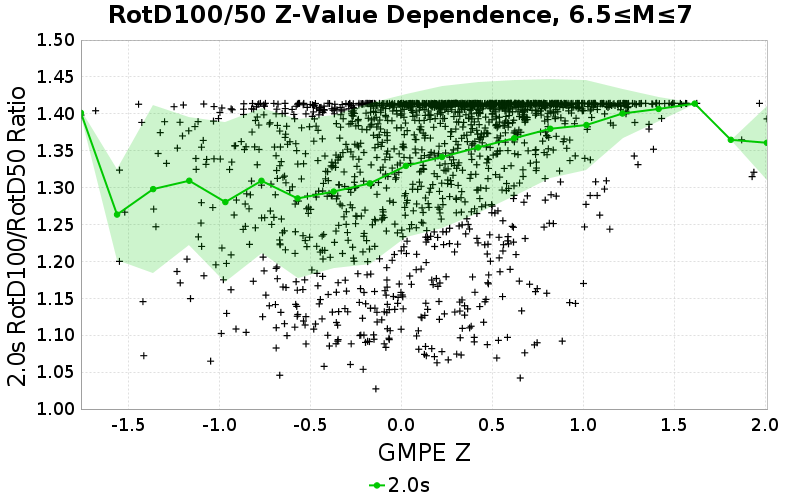 RotD100/50 Z-Value Dependence, 6.5≤M≤7
2.0s RotD100/RotD50 Ratio
1.50
1.45
1.40
1.35
1.30
1.25
1.20
1.15
1.10
1.05
1.00
-1.5 -1.0 -0.5 0.0 0.5 1.0 1.5 2.0
GMPE Z
2.0s